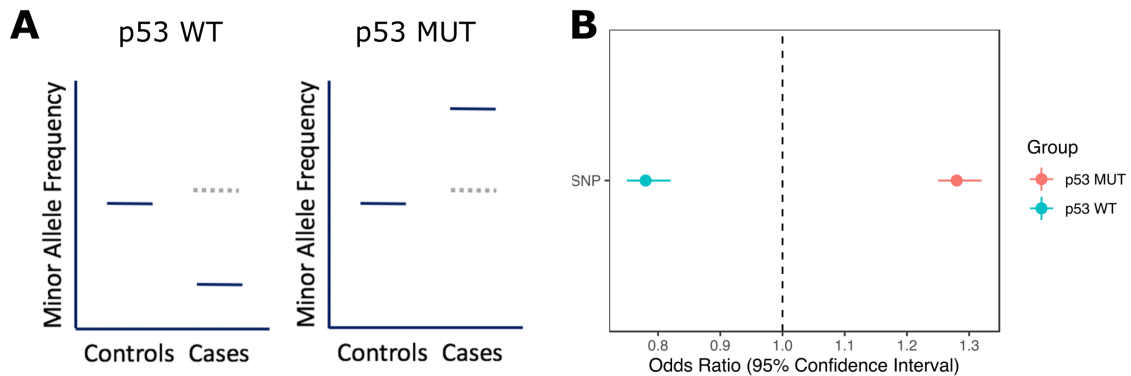 A
p53 WT
Minor Allele Frequency
Controls Cases
p53 MUT
Minor Allele Frequency
Controls Cases
B
SNP
0.8 0.9 1.0 1.1 1.2 1.3
Odds Ratio (95% Confidence Interval)
Group
p53 MUT
p53 WT